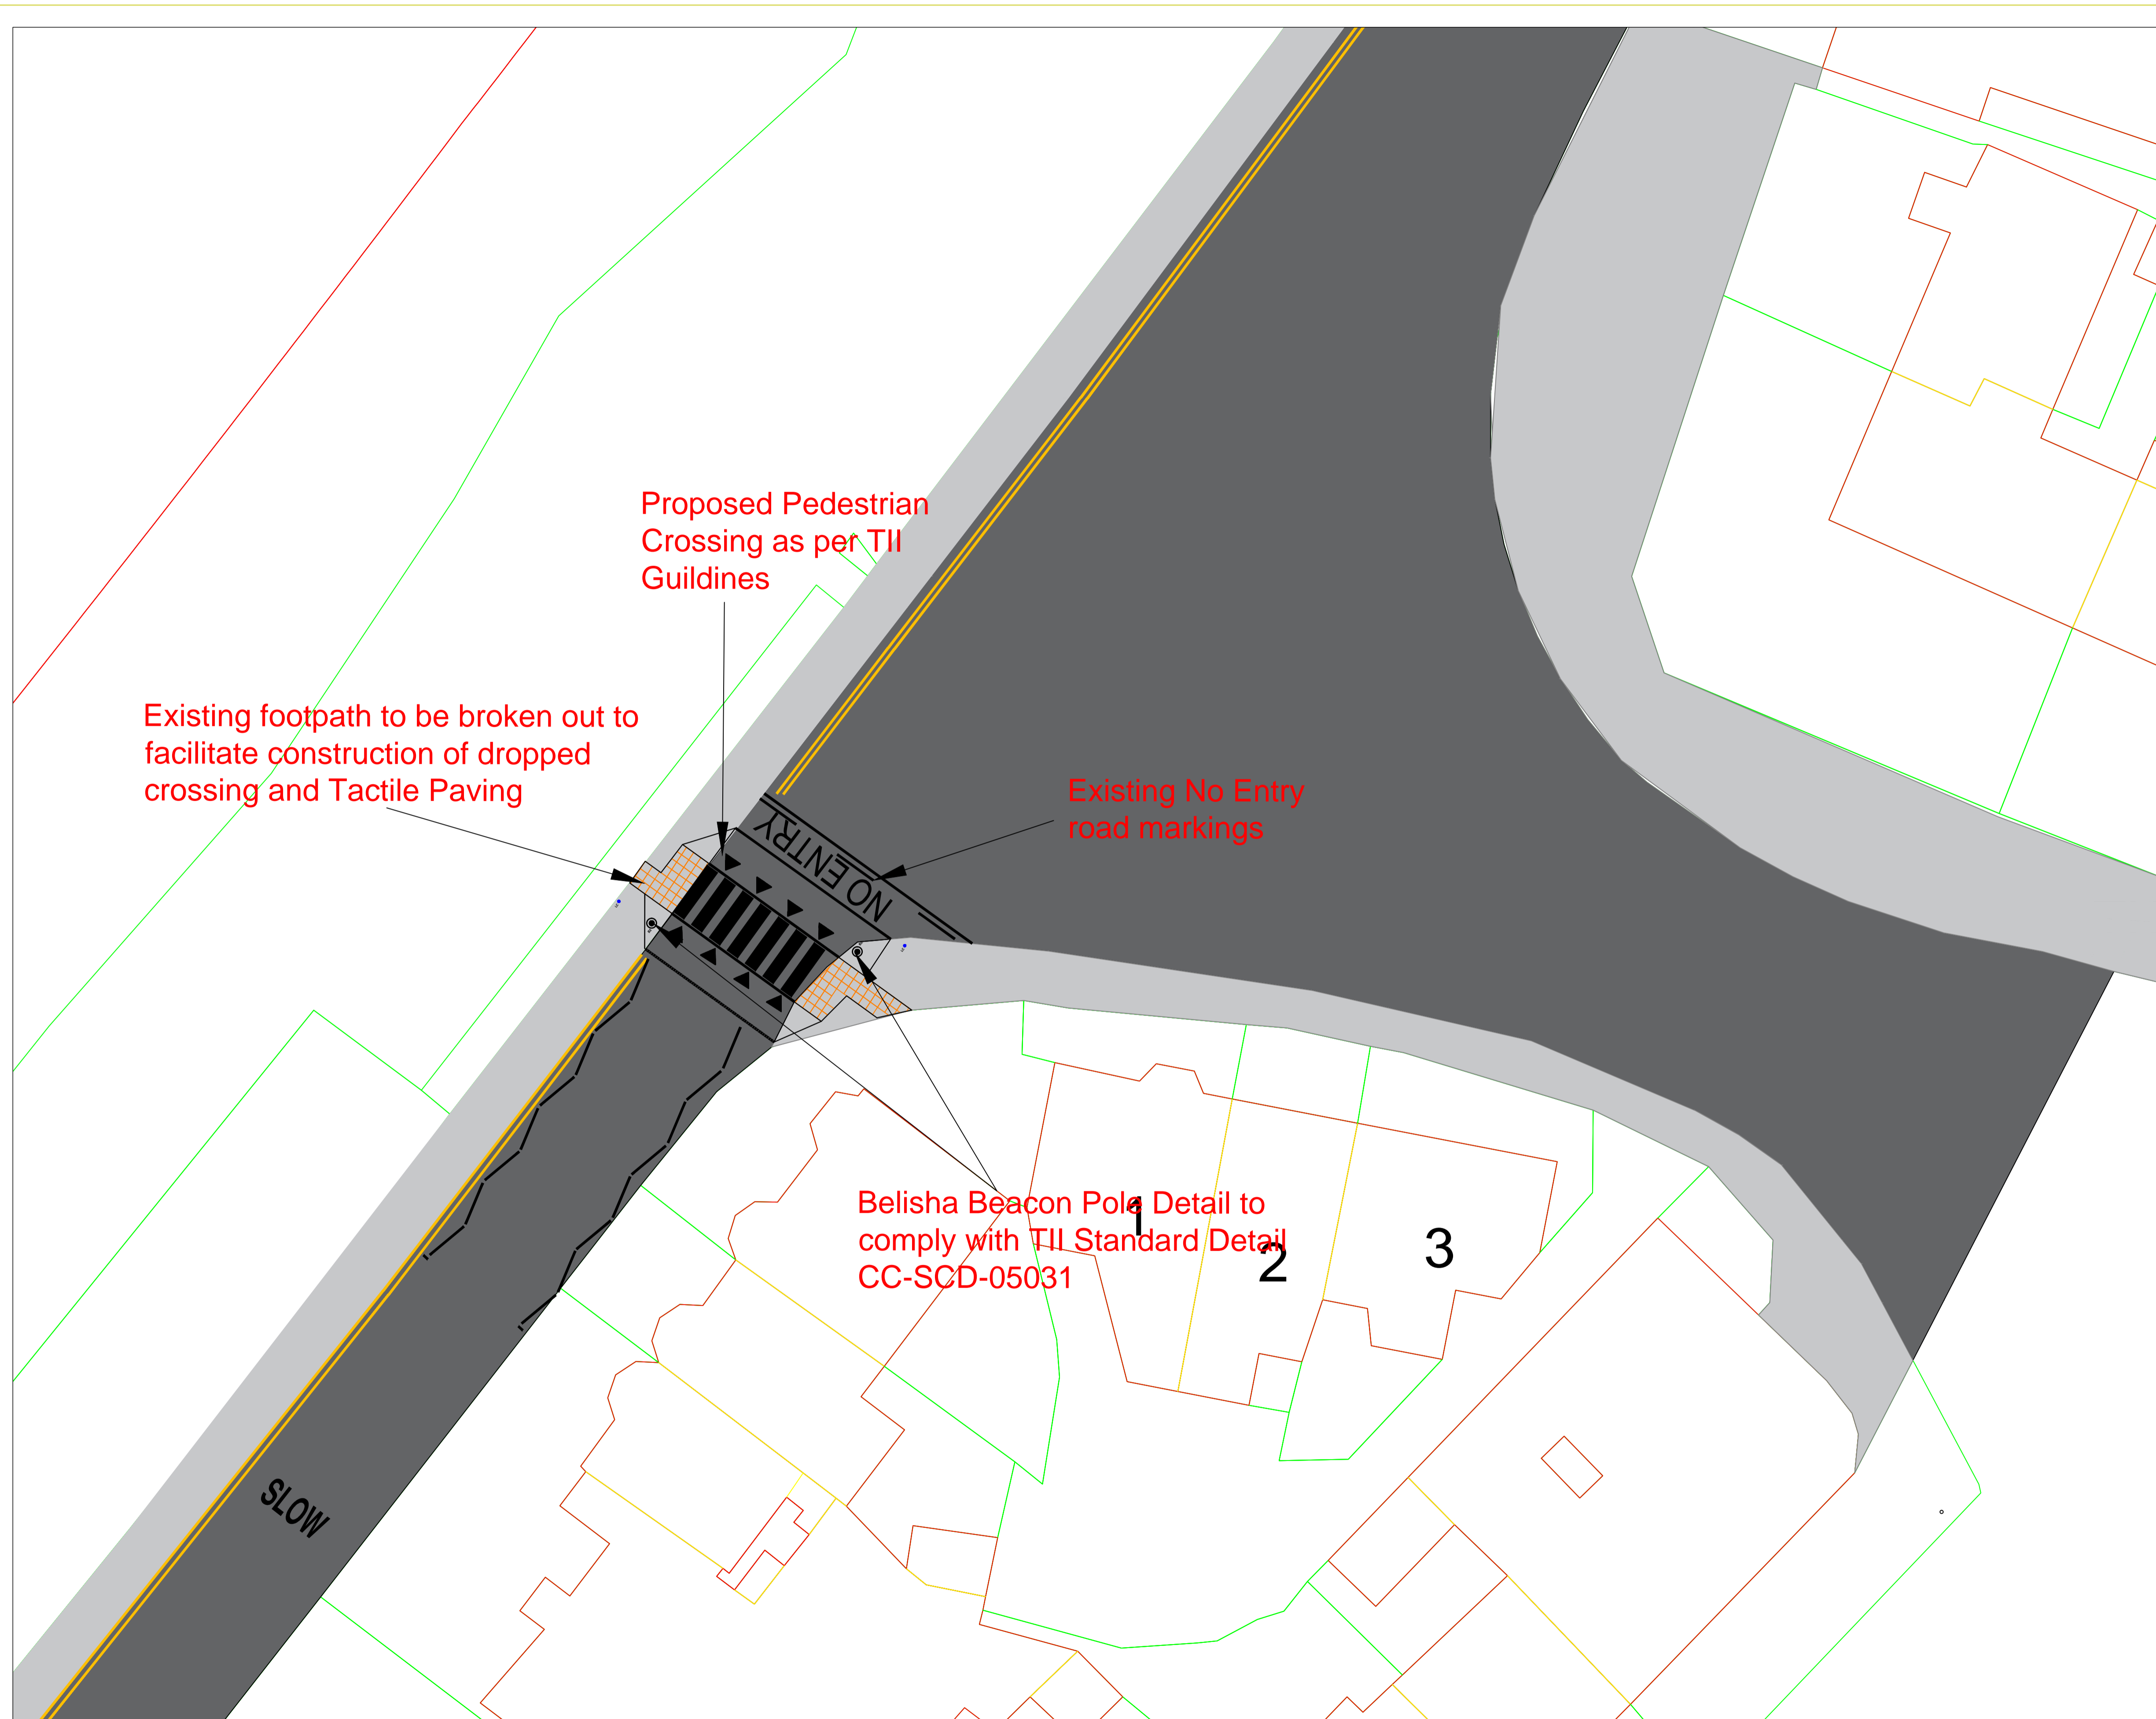 Proposed Pedestrian
Crossing as per TII
Guildines
Existing footpath to be broken out to
facilitate construction of dropped
crossing and Tactile Paving
Existing No Entry
road markings
NO ENTRY
Belisha Beacon Pole Detail to
comply with TII Standard Detail
CC-SCD-05031
1
2
3
SLOW